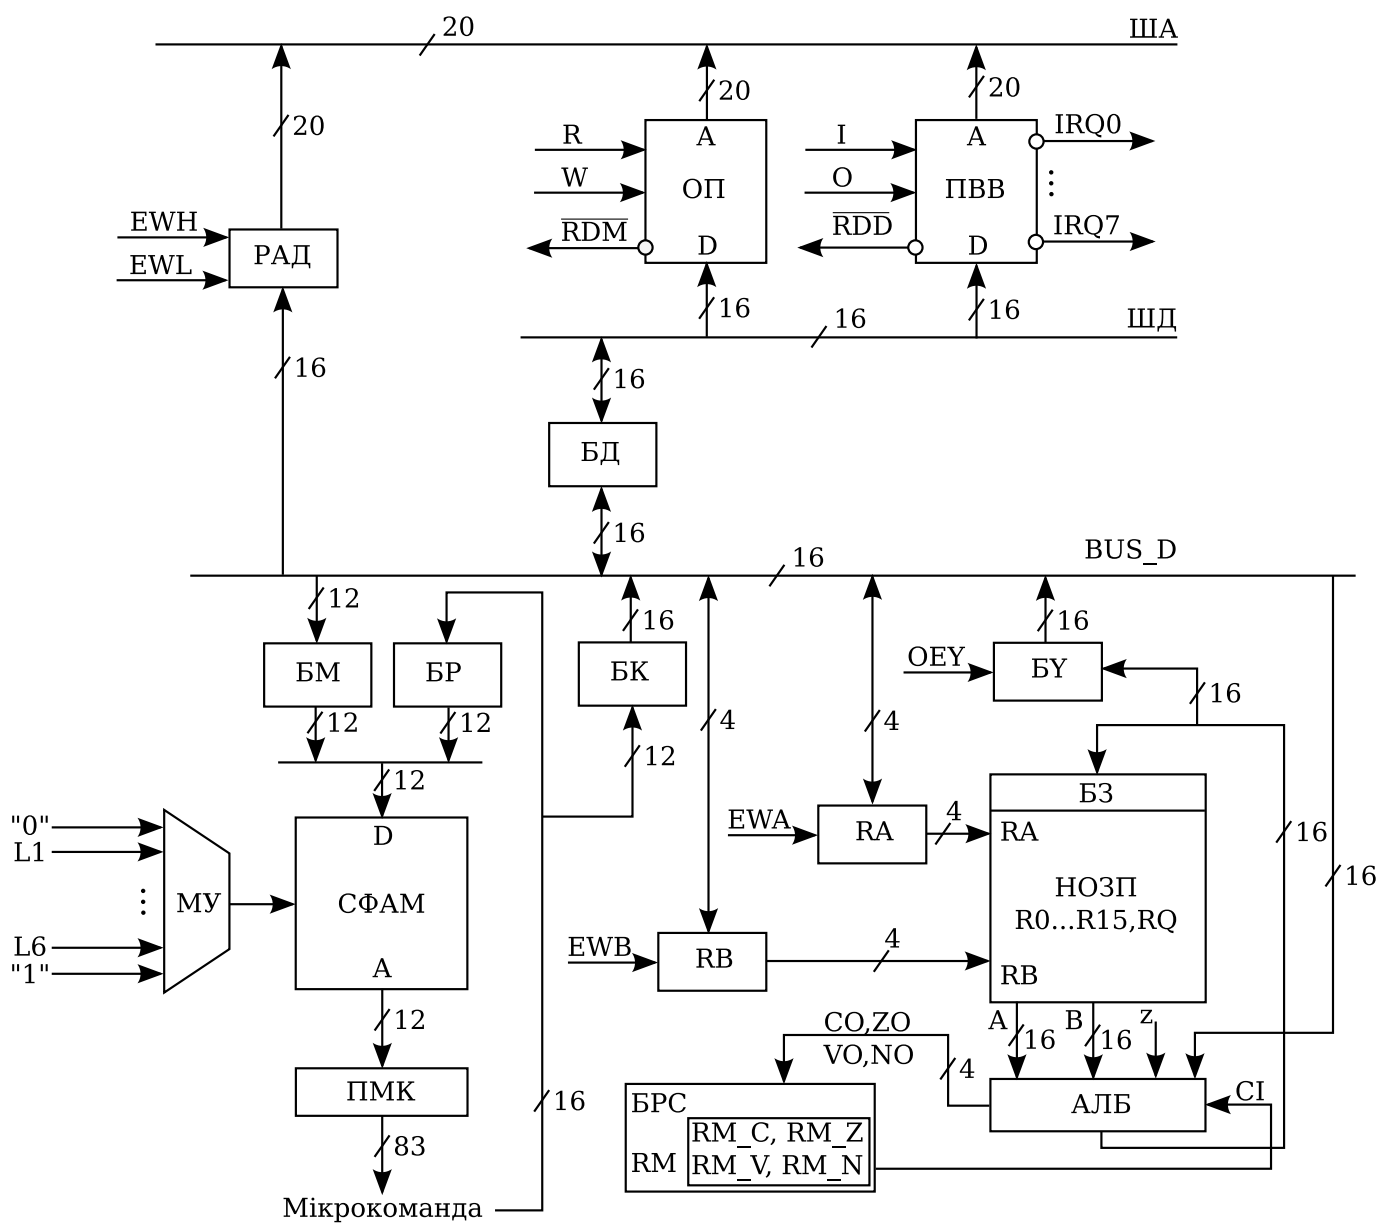 20
ША
20
20
20
R
A
I
A
IRQ0
W
ОП
O
ПВВ
⋮
EWH
RDM
D
RDD
D
IRQ7
РАД
EWL
16
16
16
ШД
16
16
БД
16
16
BUS_D
12
16
16
БМ
БР
БК
OEY
БY
12
12
4
4
16
12
12
"0"
L1
⋮
L6
"1"
МУ
D
СФАМ
A
EWA
RA
4
БЗ
RA
НОЗП
R0...R15,RQ
RB
16
16
EWB
RB
4
12
CO,ZO
VO,NO
A
16
B
16
z
4
ПМК
16
БРС
RM_C, RM_Z
RM
RM_V, RM_N
АЛБ
CI
83
Мікрокоманда